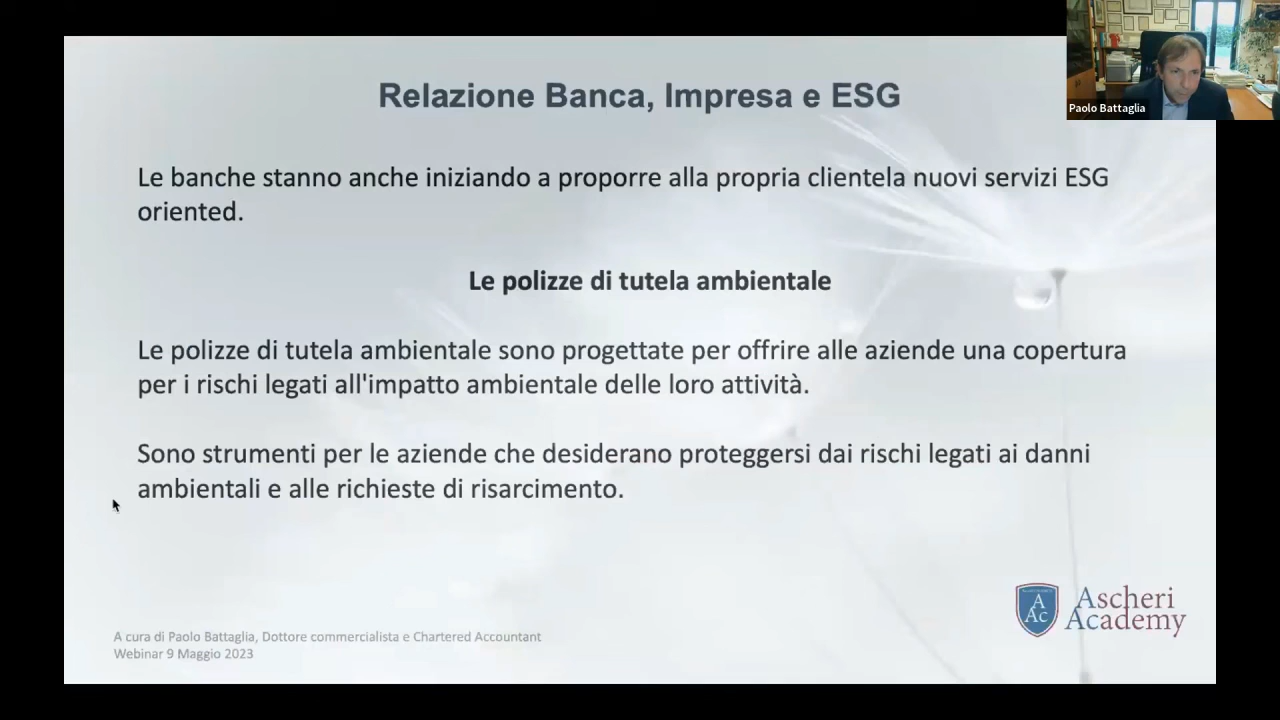 Relazione Banca, Impresa e ESG
Paolo Battaglia
Le banche stanno anche iniziando a proporre alla propria clientela nuovi servizi ESG
oriented.
Le polizze di tutela ambientale
Le polizze di tutela ambientale sono progettate per offrire alle aziende una copertura
per i rischi legati all'impatto ambientale delle loro attività.
Sono strumenti per le aziende che desiderano proteggersi dai rischi legati ai danni
ambientali e alle richieste di risarcimento.
A
Ac
Ascheri
Academy
A cura di Paolo Battaglia, Dottore commercialista e Chartered Accountant
Webinar 9 Maggio 2023